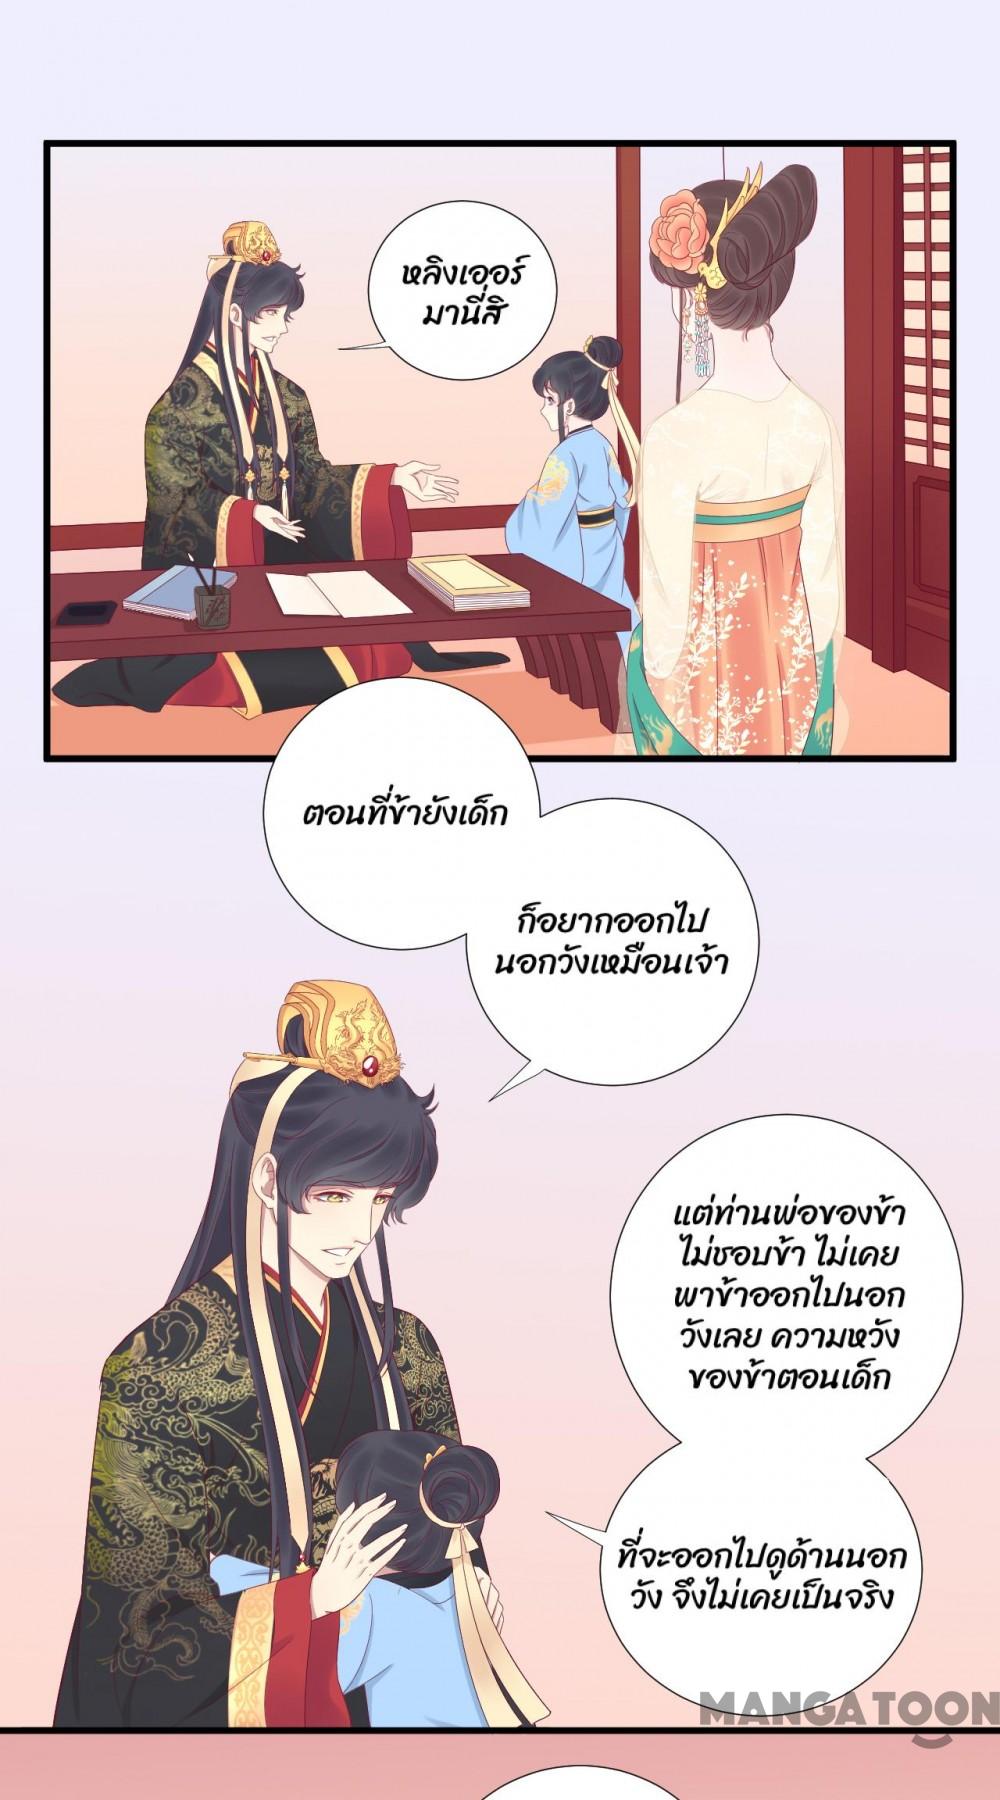 หลิงเออร์
มานี่สิ
ตอนที่ข้ายังเด็ก
ก็อยากออกไป
นอกวังเหมือนเจ้า
แต่ท่านพ่อของข้า
ไม่ชอบข้า ไม่เคย
พาข้าออกไปนอก
วังเลย ความหวัง
ของข้าตอนเด็ก
ที่จะออกไปดูด้านนอก
วัง จึงไม่เคยเป็นจริง
MANGATOON